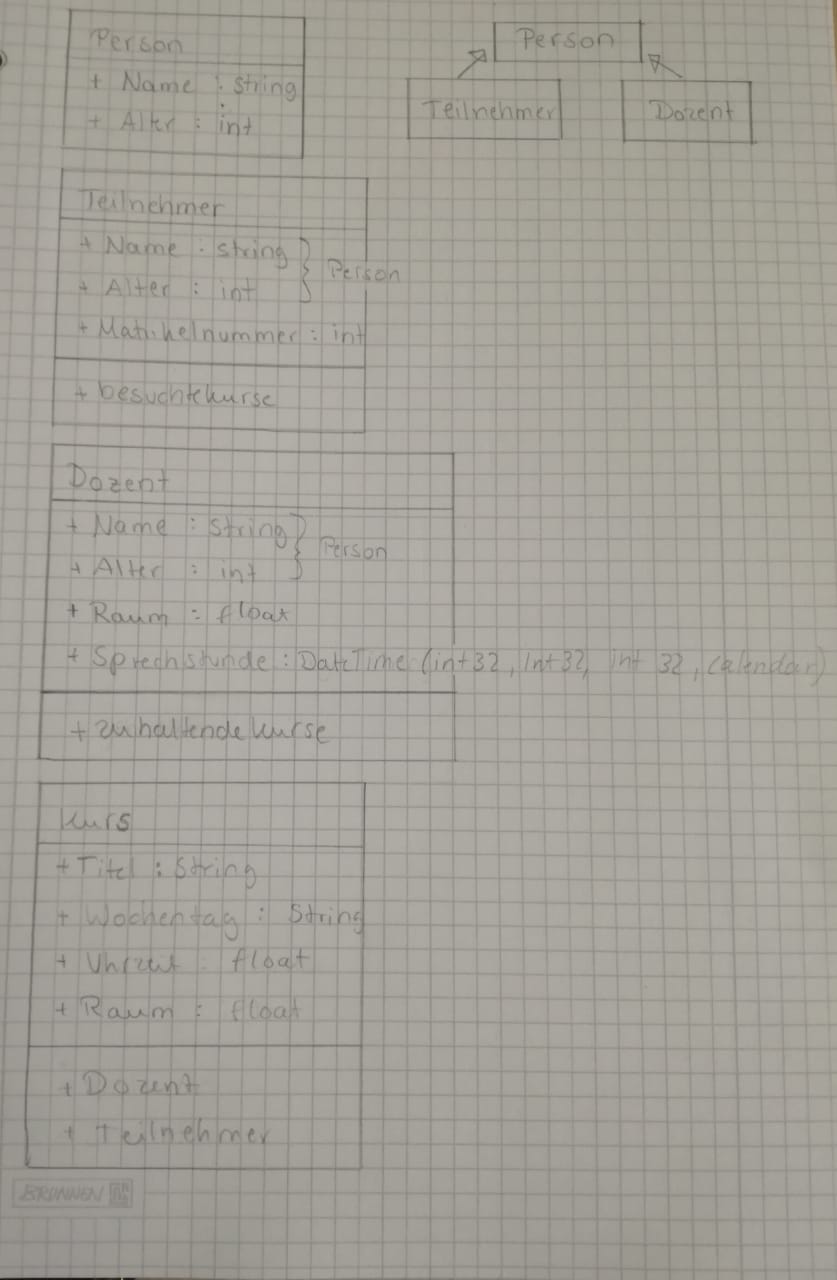 Person
+ Name : string
+ Alter : int
Person
Teilnehmer
Dozent
Teilnehmer
+ Name : string
+ Alter : int
Person
+ Matrikelnummer : int
+ besuchtekurse
Dozent
+ Name : String
+ Alter : int
Person
+ Raum : float
+ Sprechstunde : DateTime (int32, int32, int 32, Calendar)
+ zuhaltendekurse
Kurs
+ Titel : String
+ Wochentag : String
+ Uhrzeit : float
+ Raum : float
+ Dozent
+ Teilnehmer
BRUNNEN